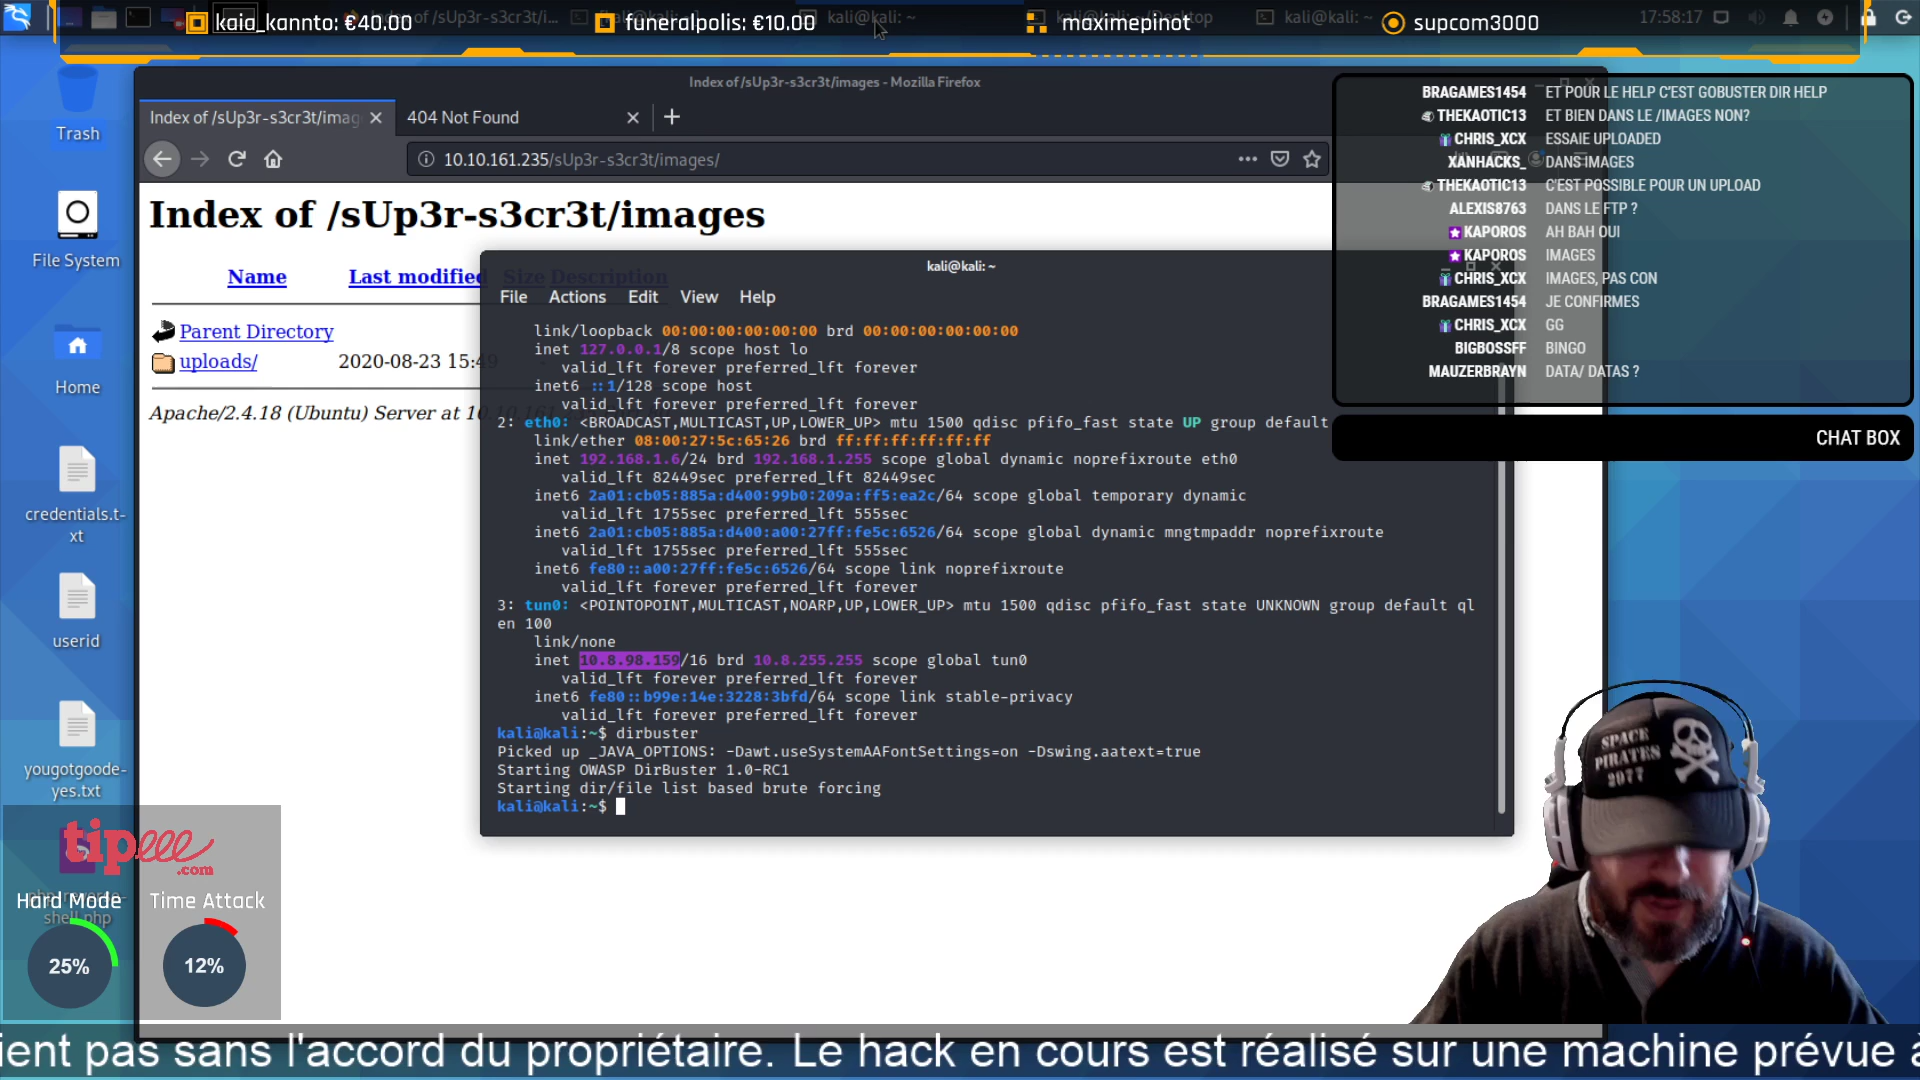 kaia_kannto: €40.00
funeralpolis: €10.00
maximepinot
supcom3000
kali@kali: ~
kali@kali: ~
17:58:17
Trash
File System
Home
credentials.t-
xt
userid
yougotgoode-
yes.txt
shell.php
Index of /sUp3r-s3cr3t/images - Mozilla Firefox
Index of /sUp3r-s3cr3t/imag
404 Not Found
10.10.161.235/sUp3r-s3cr3t/images/
Index of /sUp3r-s3cr3t/images
Name Last modified Size Description
Parent Directory
uploads/ 2020-08-23 15:49
Apache/2.4.18 (Ubuntu) Server at 10.10.161
kali@kali: ~
File Actions Edit View Help
link/loopback 00:00:00:00:00:00 brd 00:00:00:00:00:00
inet 127.0.0.1/8 scope host lo
valid_lft forever preferred_lft forever
inet6 ::1/128 scope host
valid_lft forever preferred_lft forever
2: eth0: <BROADCAST,MULTICAST,UP,LOWER_UP> mtu 1500 qdisc pfifo_fast state UP group default
link/ether 08:00:27:5c:65:26 brd ff:ff:ff:ff:ff:ff
inet 192.168.1.6/24 brd 192.168.1.255 scope global dynamic noprefixroute eth0
valid_lft 82449sec preferred_lft 82449sec
inet6 2a01:cb05:885a:d400:99b0:209a:ff5:ea2c/64 scope global temporary dynamic
valid_lft 1755sec preferred_lft 555sec
inet6 2a01:cb05:885a:d400:a00:27ff:fe5c:6526/64 scope global dynamic mngtmpaddr noprefixroute
valid_lft 1755sec preferred_lft 555sec
inet6 fe80::a00:27ff:fe5c:6526/64 scope link noprefixroute
valid_lft forever preferred_lft forever
3: tun0: <POINTOPOINT,MULTICAST,NOARP,UP,LOWER_UP> mtu 1500 qdisc pfifo_fast state UNKNOWN group default ql
en 100
link/none
inet 10.8.98.159/16 brd 10.8.255.255 scope global tun0
valid_lft forever preferred_lft forever
inet6 fe80::b99e:14e:3228:3bfd/64 scope link stable-privacy
valid_lft forever preferred_lft forever
kali@kali:~$ dirbuster
Picked up _JAVA_OPTIONS: -Dawt.useSystemAAFontSettings=on -Dswing.aatext=true
Starting OWASP DirBuster 1.0-RC1
Starting dir/file list based brute forcing
kali@kali:~$
BRAGAMES1454 ET POUR LE HELP C'EST GOBUSTER DIR HELP
THEKAOTIC13 ET BIEN DANS LE /IMAGES NON?
CHRIS_XCX ESSAIE UPLOADED
XANHACKS_ DANS IMAGES
THEKAOTIC13 C'EST POSSIBLE POUR UN UPLOAD
ALEXIS8763 DANS LE FTP ?
KAPOROS AH BAH OUI
KAPOROS IMAGES
CHRIS_XCX IMAGES, PAS CON
BRAGAMES1454 JE CONFIRMES
CHRIS_XCX GG
BIGBOSSFF BINGO
MAUZERBRAYN DATA/ DATAS ?
CHAT BOX
SPACE
PIRATES
2077
tipeee
.com
Hard Mode
Time Attack
25%
12%
ient pas sans l'accord du propriétaire. Le hack en cours est réalisé sur une machine prévue à